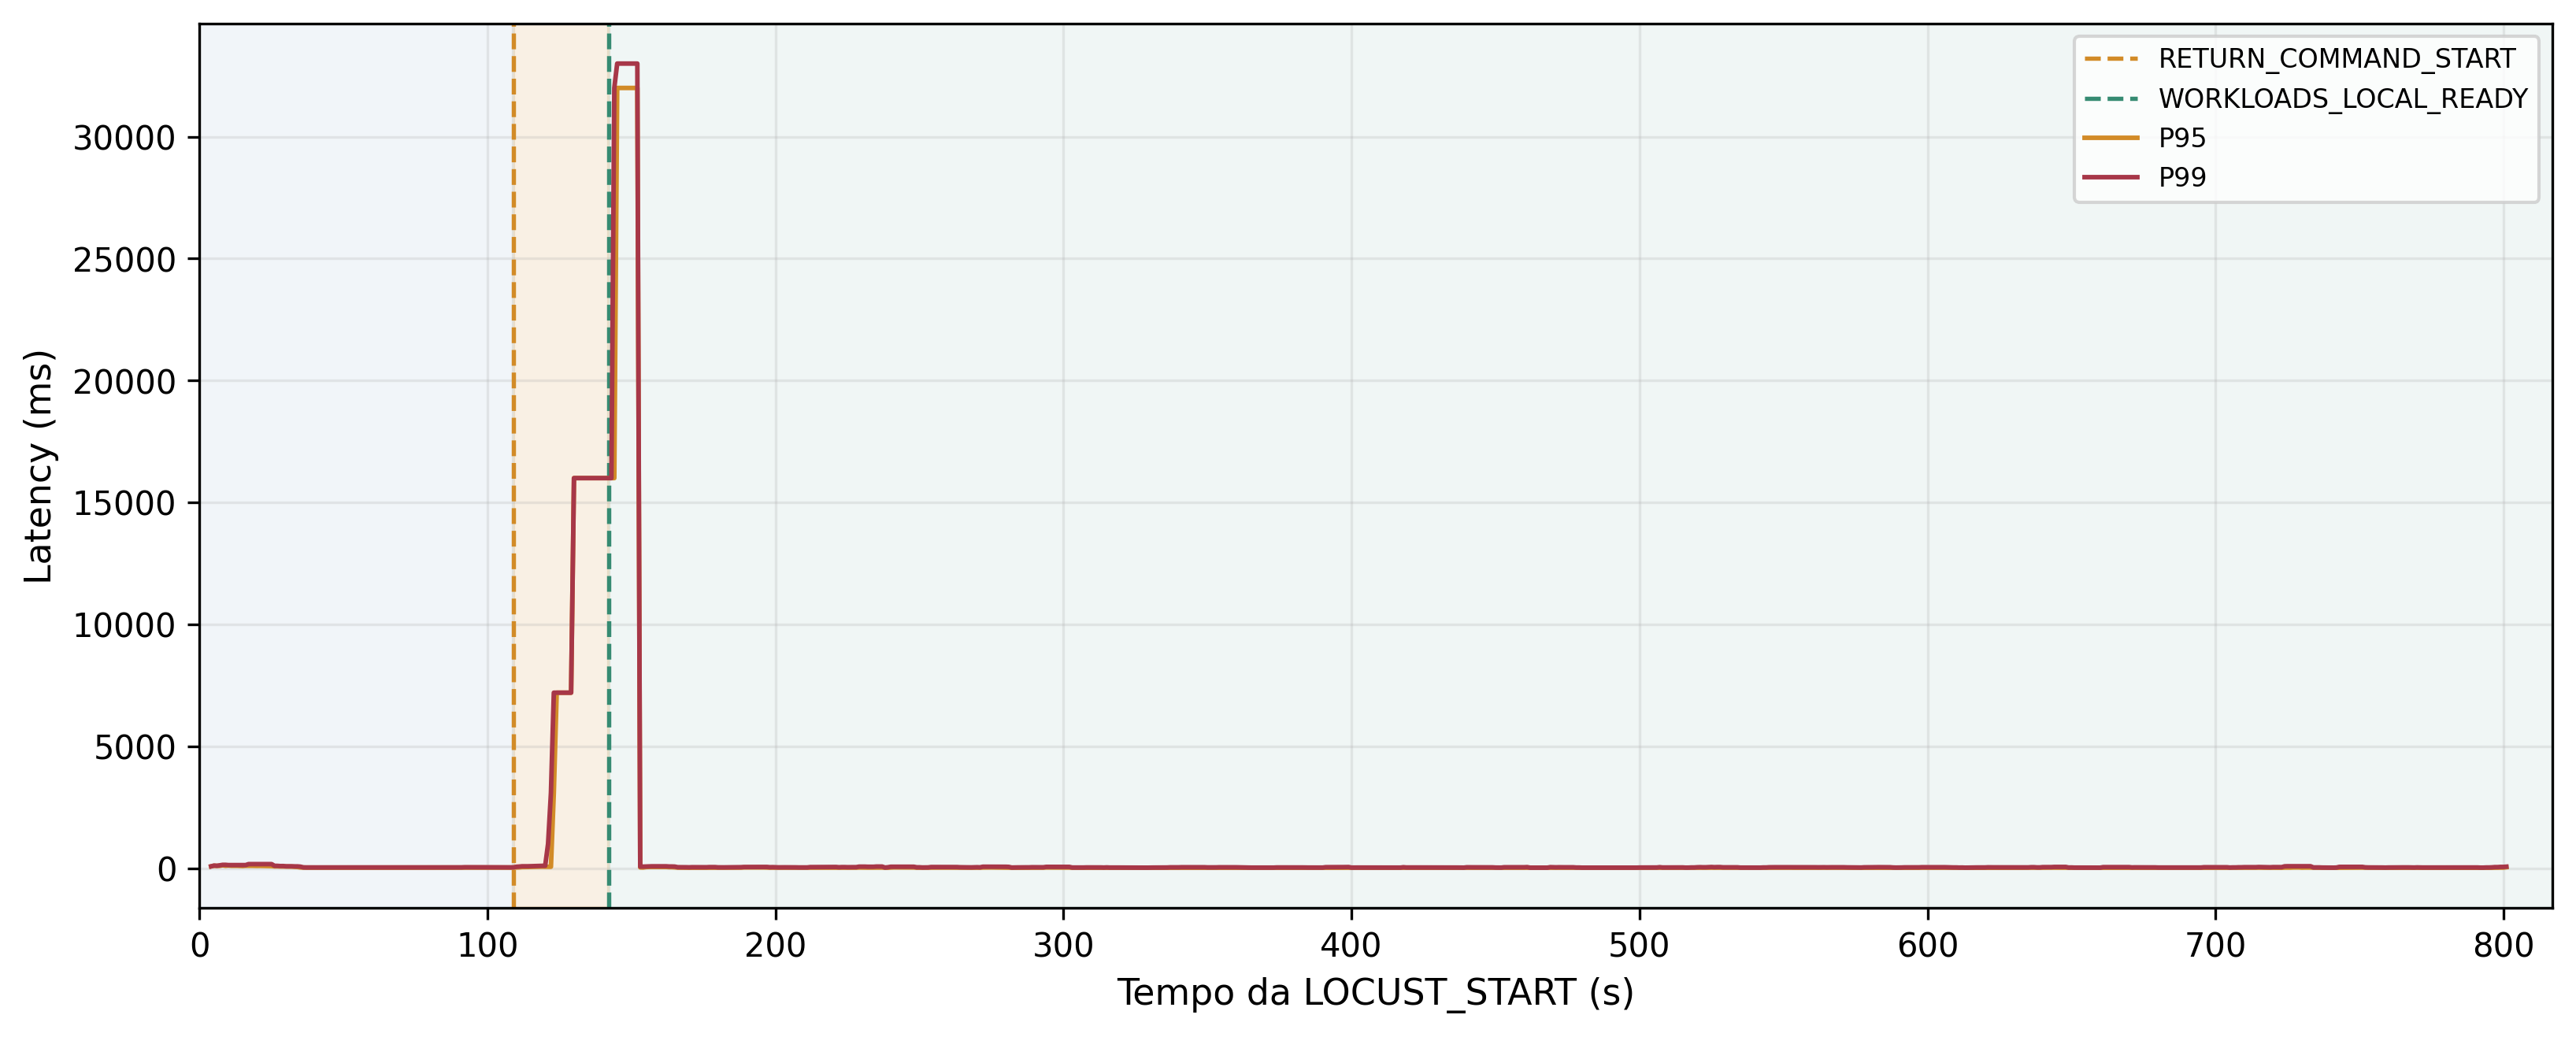 RETURN_COMMAND_START
WORKLOADS_LOCAL_READY
P95
P99
Latency (ms)
30000
25000
20000
15000
10000
5000
0
0 100 200 300 400 500 600 700 800
Tempo da LOCUST_START (s)